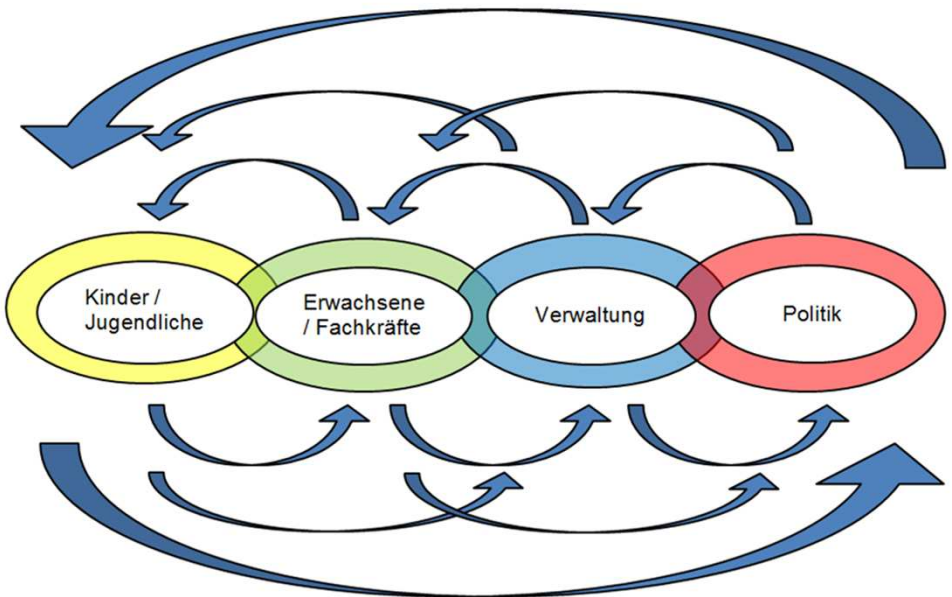 Kinder /
Jugendliche
Erwachsene
/ Fachkräfte
Verwaltung
Politik